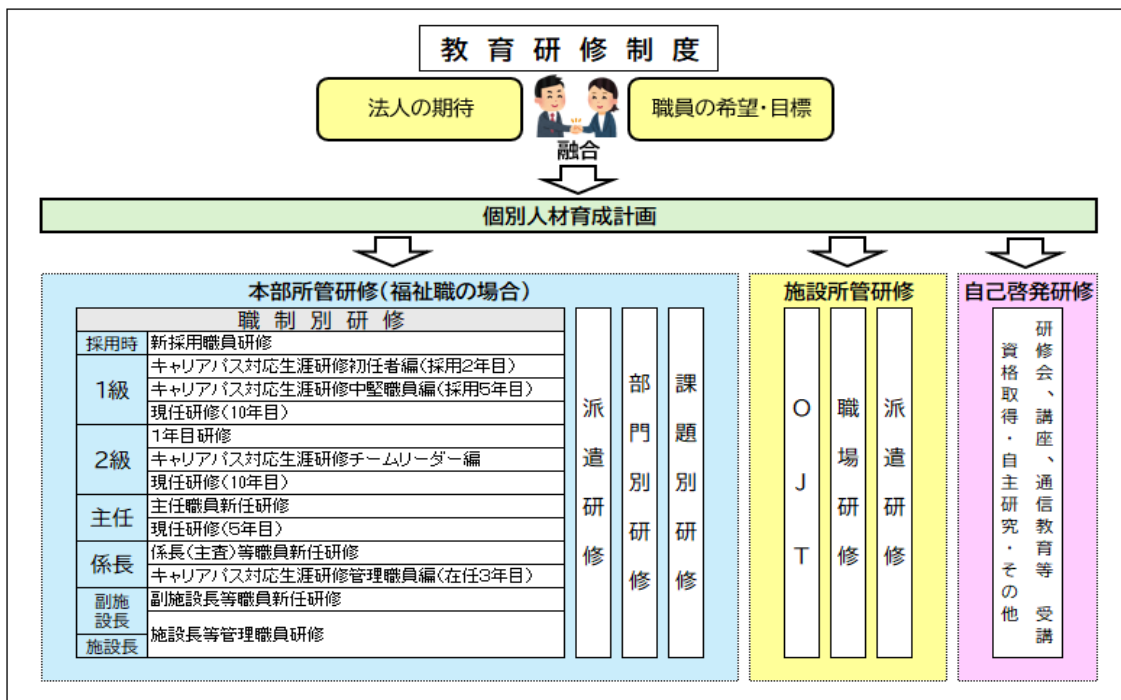 教育研修制度
法人の期待
職員の希望・目標
融合
個別人材育成計画
本部所管研修(福祉職の場合)
職制別研修
採用時
新採用職員研修
1級
キャリアパス対応生涯研修初任者編(採用2年目)
キャリアパス対応生涯研修中堅職員編(採用5年目)
現任研修(10年目)
2級
1年目研修
キャリアパス対応生涯研修チームリーダー編
現任研修(10年目)
主任
主任職員新任研修
現任研修(5年目)
係長
係長(主査)等職員新任研修
キャリアパス対応生涯研修管理職員編(在任3年目)
副施
設長
副施設長等職員新任研修
施設長
施設長等管理職員研修
派遣研修
部門別研修
課題別研修
施設所管研修
OJT
職場研修
派遣研修
自己啓発研修
研修会、講座、通信教育等 受講
資格取得・自主研究・その他